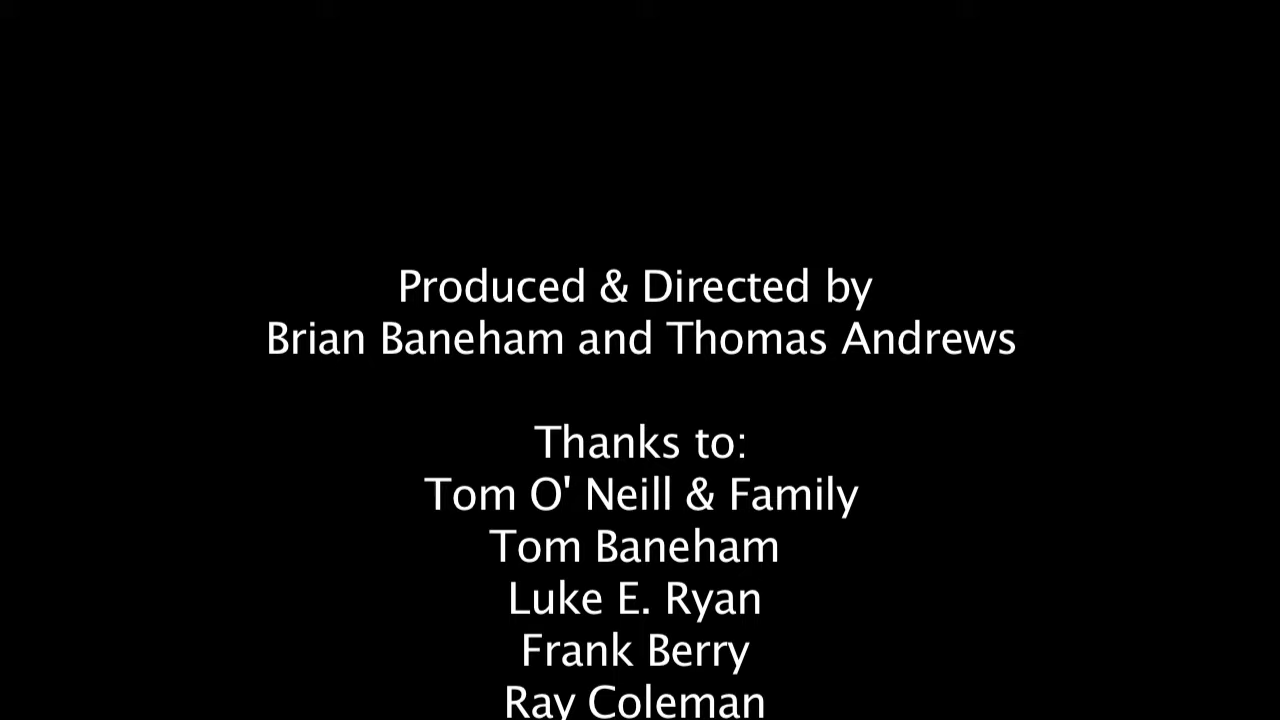 Produced & Directed by
Brian Baneham and Thomas Andrews
Thanks to:
Tom O' Neill & Family
Tom Baneham
Luke E. Ryan
Frank Berry
Ray Coleman